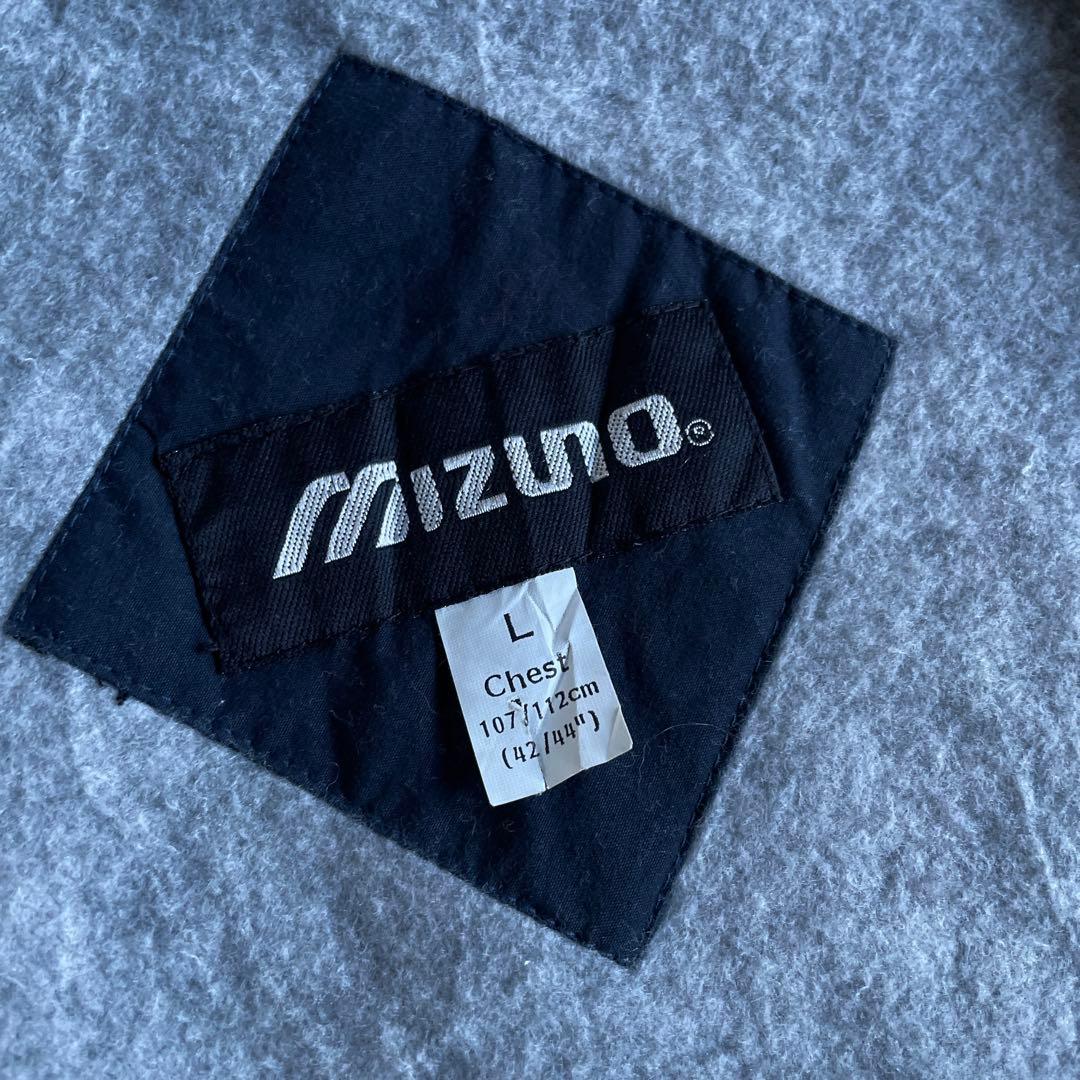 mizuno®
L
Chest
107/112cm
(42/44")